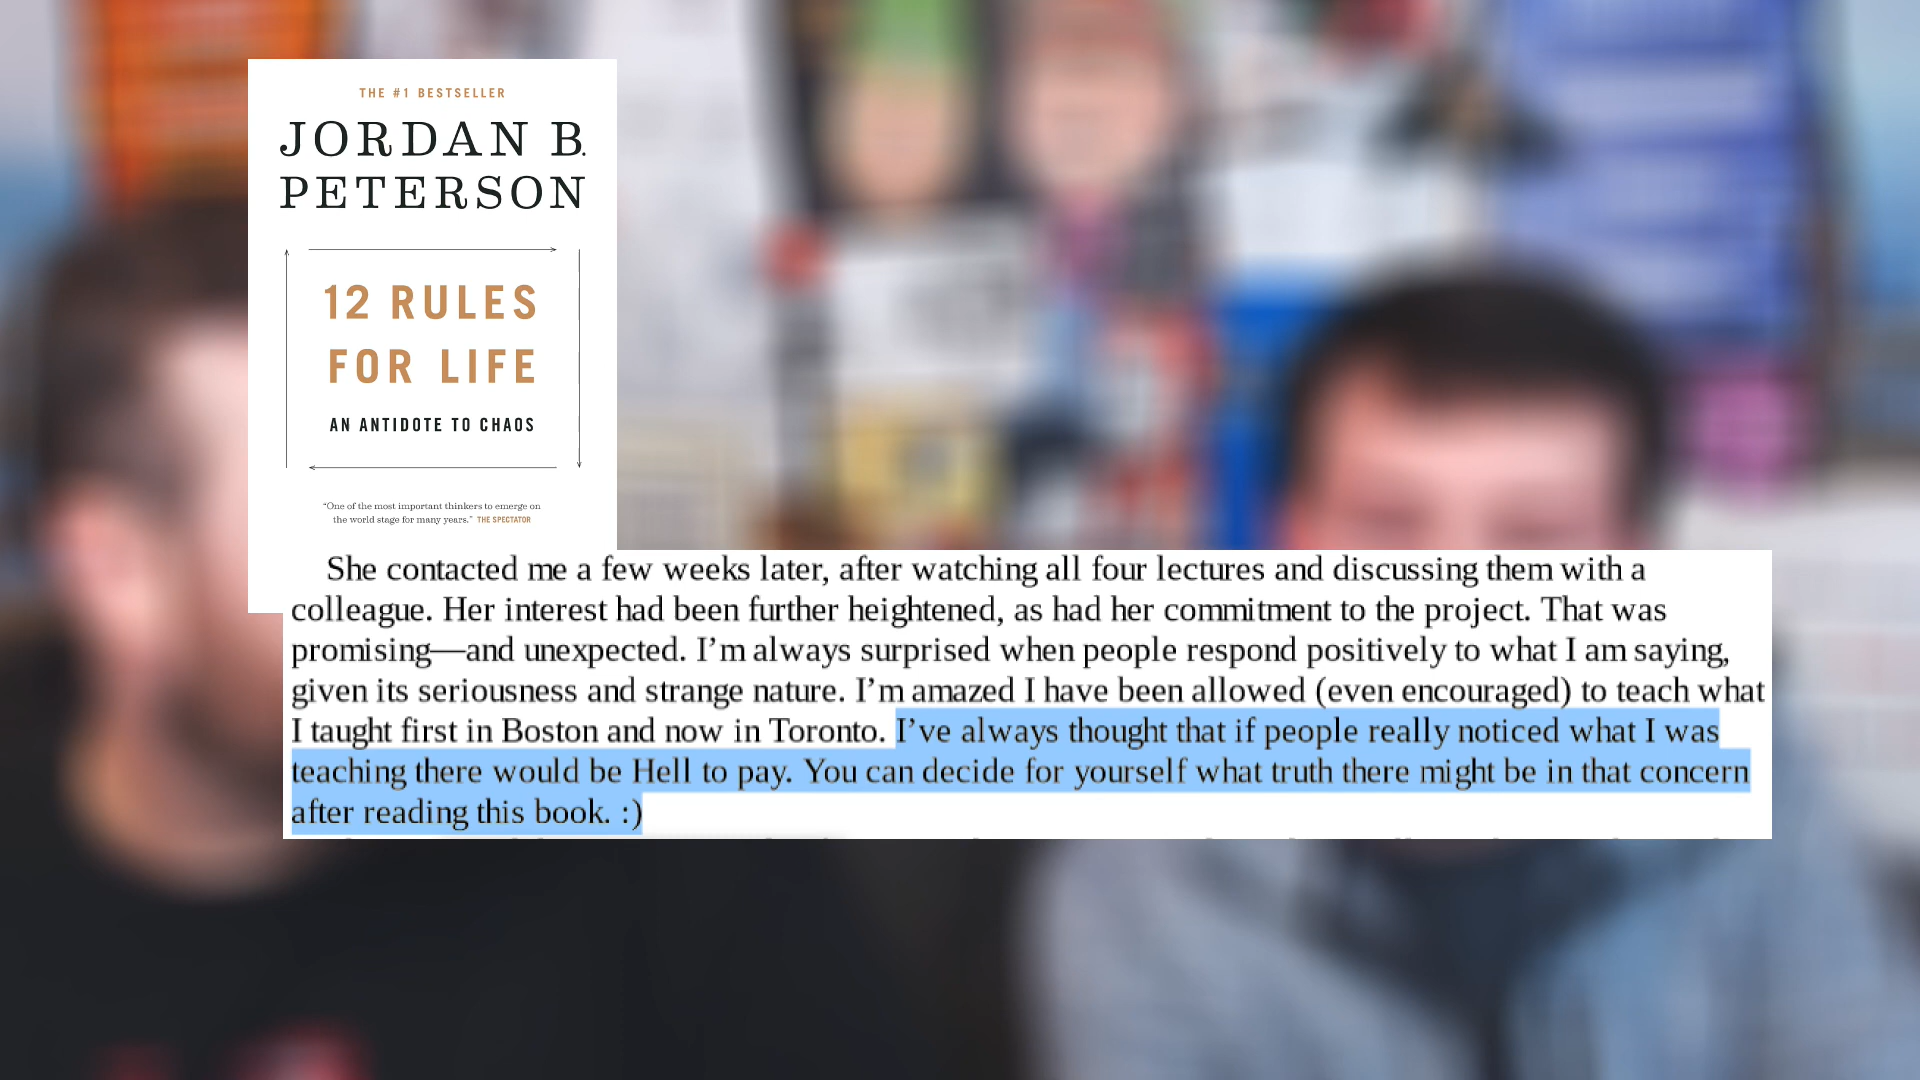 THE #1 BESTSELLER
JORDAN B.
PETERSON
12 RULES
FOR LIFE
AN ANTIDOTE TO CHAOS
“One of the most important thinkers to emerge on
the world stage for many years.” THE SPECTATOR
She contacted me a few weeks later, after watching all four lectures and discussing them with a
colleague. Her interest had been further heightened, as had her commitment to the project. That was
promising—and unexpected. I’m always surprised when people respond positively to what I am saying,
given its seriousness and strange nature. I’m amazed I have been allowed (even encouraged) to teach what
I taught first in Boston and now in Toronto. I’ve always thought that if people really noticed what I was
teaching there would be Hell to pay. You can decide for yourself what truth there might be in that concern
after reading this book. :)